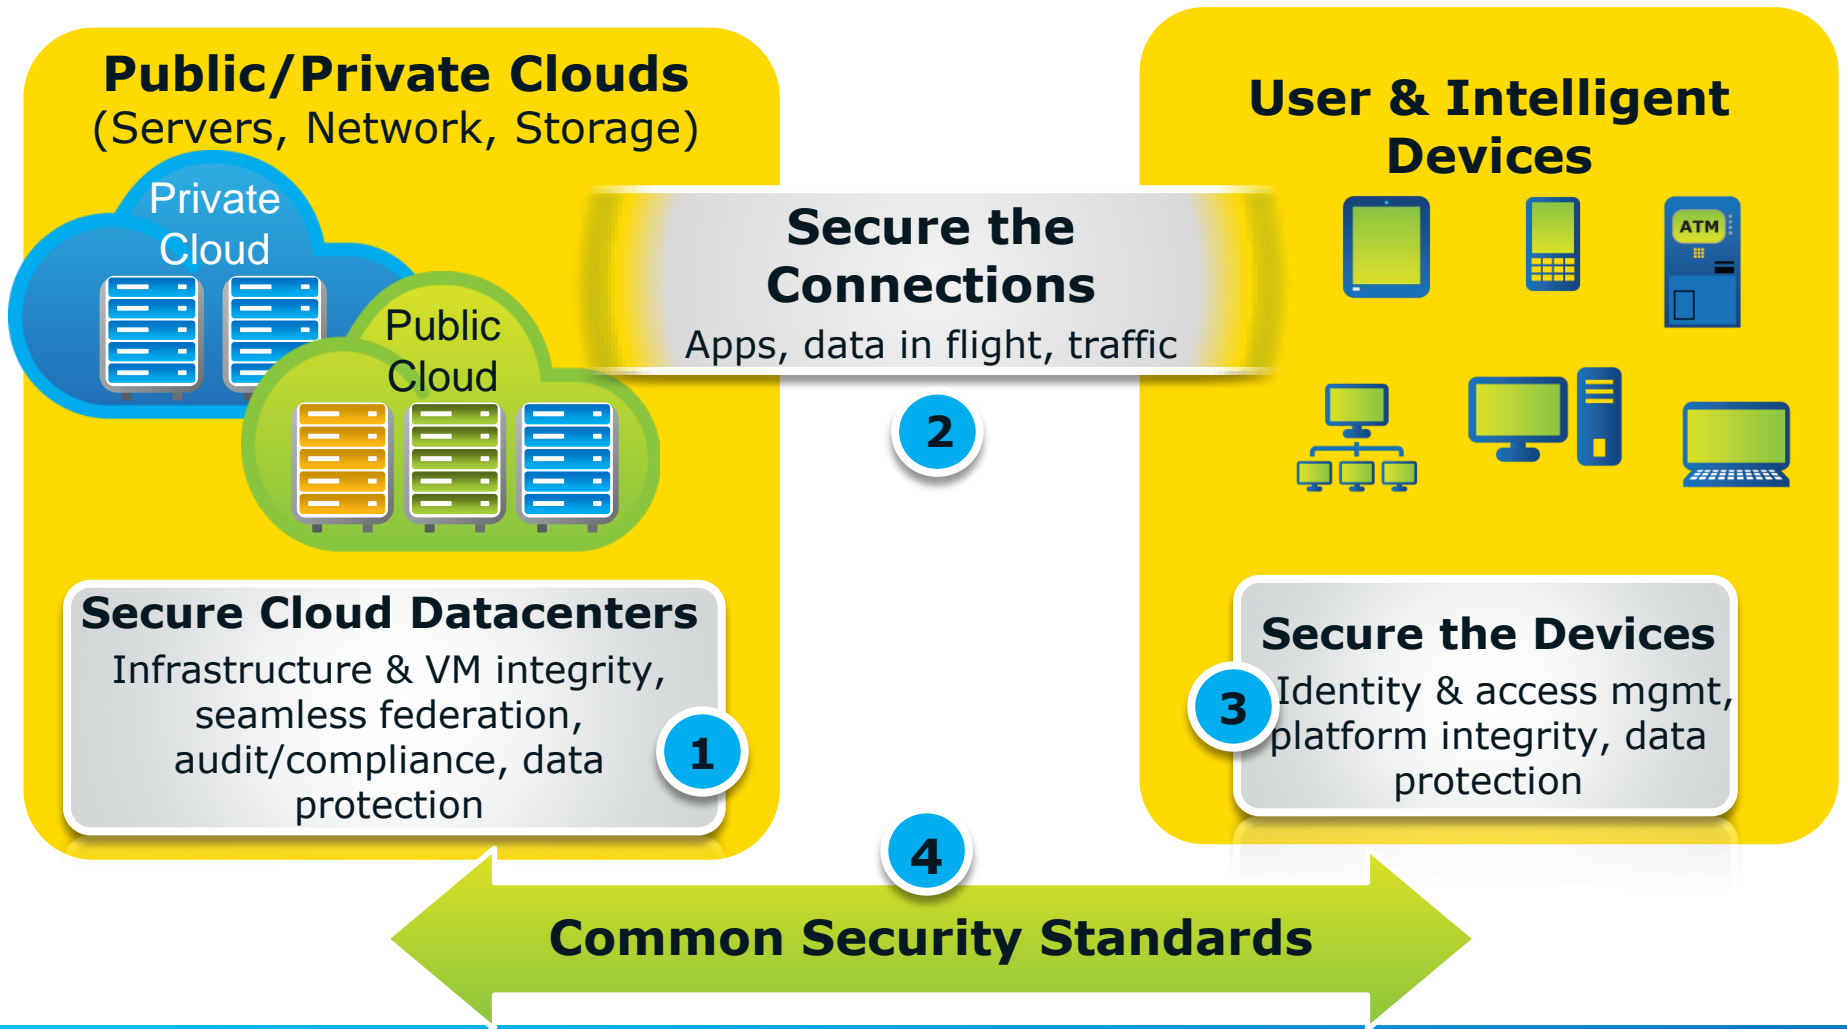 Public/Private Clouds
(Servers, Network, Storage)
Private
Cloud
Public
Cloud
Secure Cloud Datacenters
Infrastructure & VM integrity,
seamless federation,
audit/compliance, data
protection
1
Secure the
Connections
Apps, data in flight, traffic
2
User & Intelligent
Devices
ATM
Secure the Devices
Identity & access mgmt,
platform integrity, data
protection
3
4
Common Security Standards